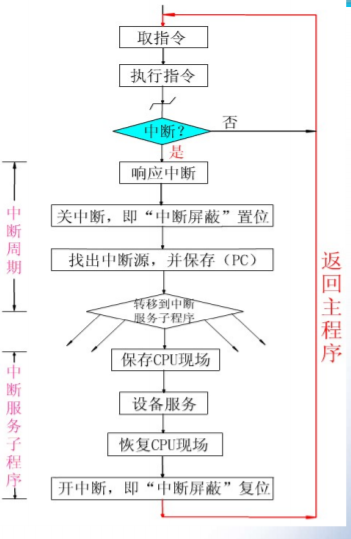 取指令
执行指令
中断?
否
是
响应中断
关中断，即“中断屏蔽”置位
找出中断源，并保存（PC）
转移到中断
服务子程序
中断周期
保存CPU现场
设备服务
恢复CPU现场
开中断，即“中断屏蔽”复位
中断服务子程序
返回主程序